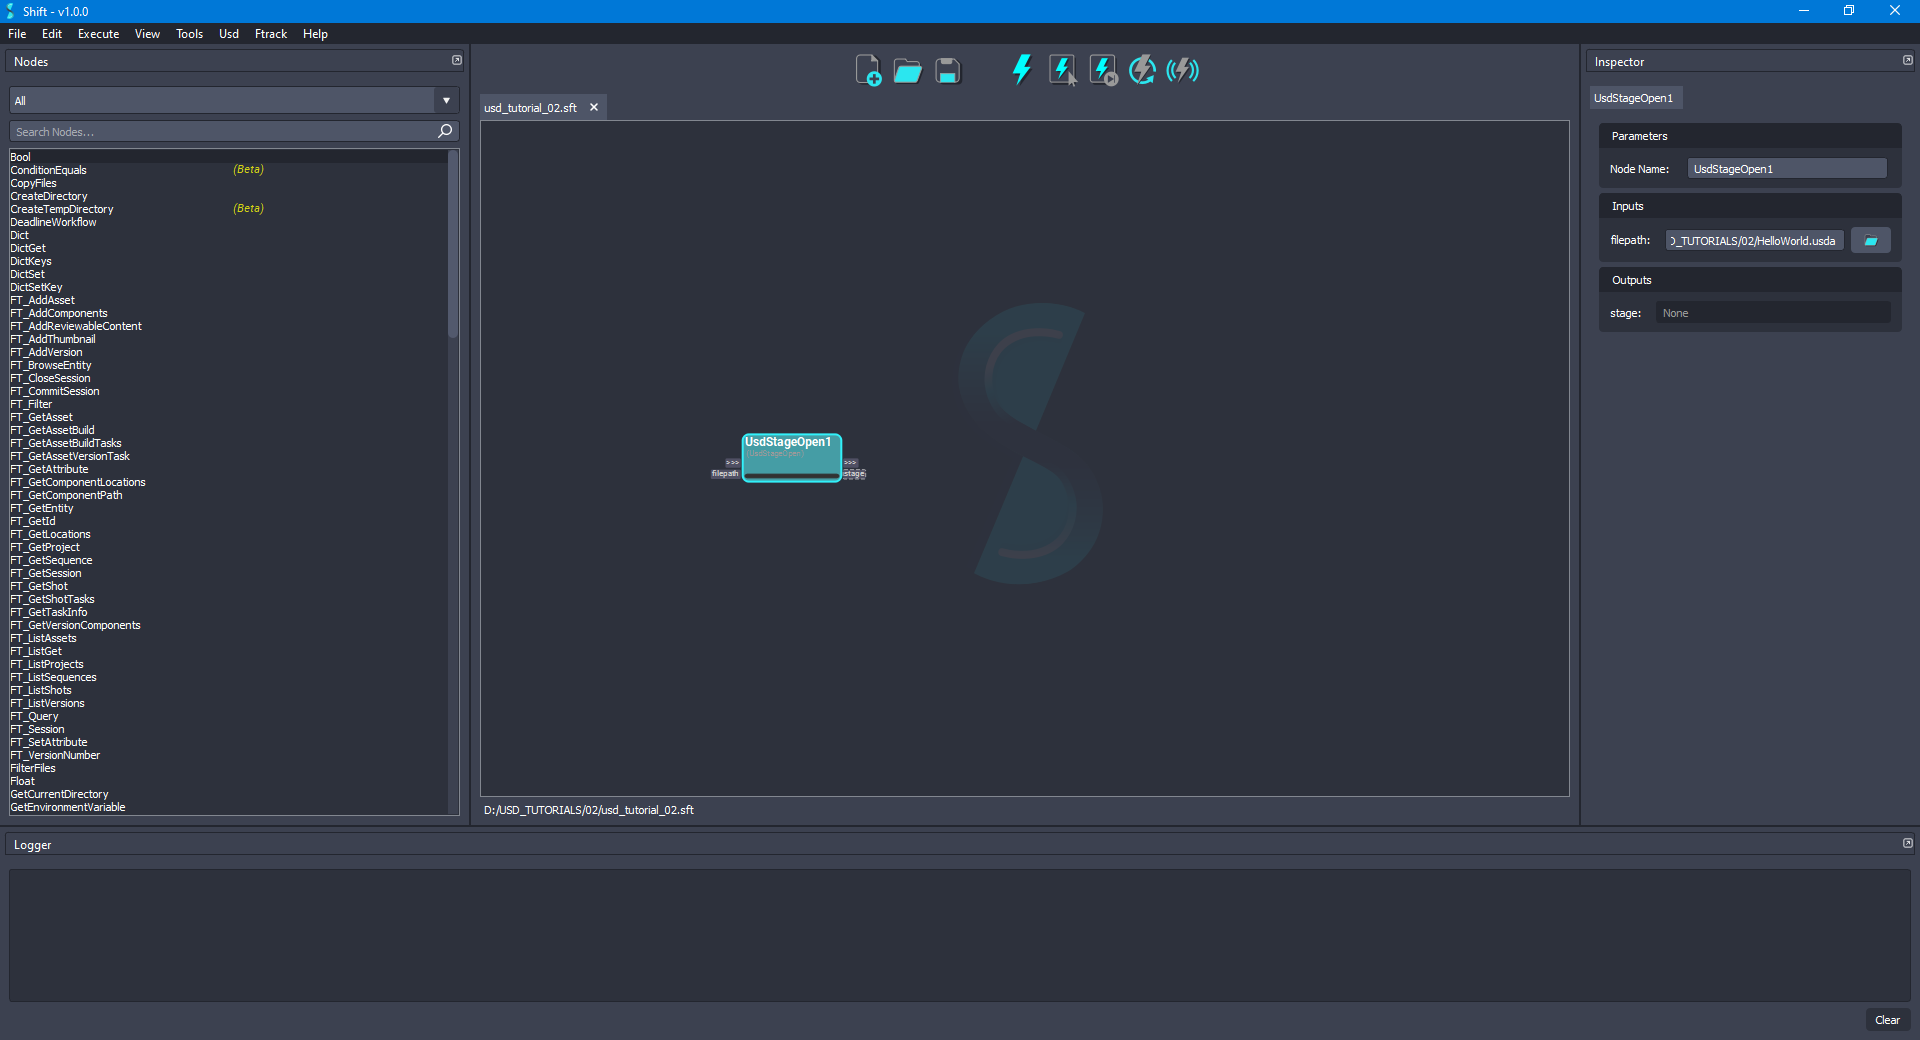 Shift - v1.0.0
File Edit Execute View Tools Usd Ftrack Help
Nodes
All
Search Nodes...
Bool
ConditionEquals (Beta)
CopyFiles
CreateDirectory
CreateTempDirectory (Beta)
DeadlineWorkflow
Dict
DictGet
DictKeys
DictSet
DictSetKey
FT_AddAsset
FT_AddComponents
FT_AddReviewableContent
FT_AddThumbnail
FT_AddVersion
FT_BrowseEntity
FT_CloseSession
FT_CommitSession
FT_Filter
FT_GetAsset
FT_GetAssetBuild
FT_GetAssetBuildTasks
FT_GetAssetVersionTask
FT_GetAttribute
FT_GetComponentLocations
FT_GetComponentPath
FT_GetEntity
FT_GetId
FT_GetLocations
FT_GetProject
FT_GetSequence
FT_GetSession
FT_GetShot
FT_GetShotTasks
FT_GetTaskInfo
FT_GetVersionComponents
FT_ListAssets
FT_ListGet
FT_ListProjects
FT_ListSequences
FT_ListShots
FT_ListVersions
FT_Query
FT_Session
FT_SetAttribute
FT_VersionNumber
FilterFiles
Float
GetCurrentDirectory
GetEnvironmentVariable
usd_tutorial_02.sft
UsdStageOpen1
(UsdStageOpen)
>>> >>>
filepath stage
D:/USD_TUTORIALS/02/usd_tutorial_02.sft
Inspector
UsdStageOpen1
Parameters
Node Name: UsdStageOpen1
Inputs
filepath: D_TUTORIALS/02/HelloWorld.usda
Outputs
stage: None
Logger
Clear